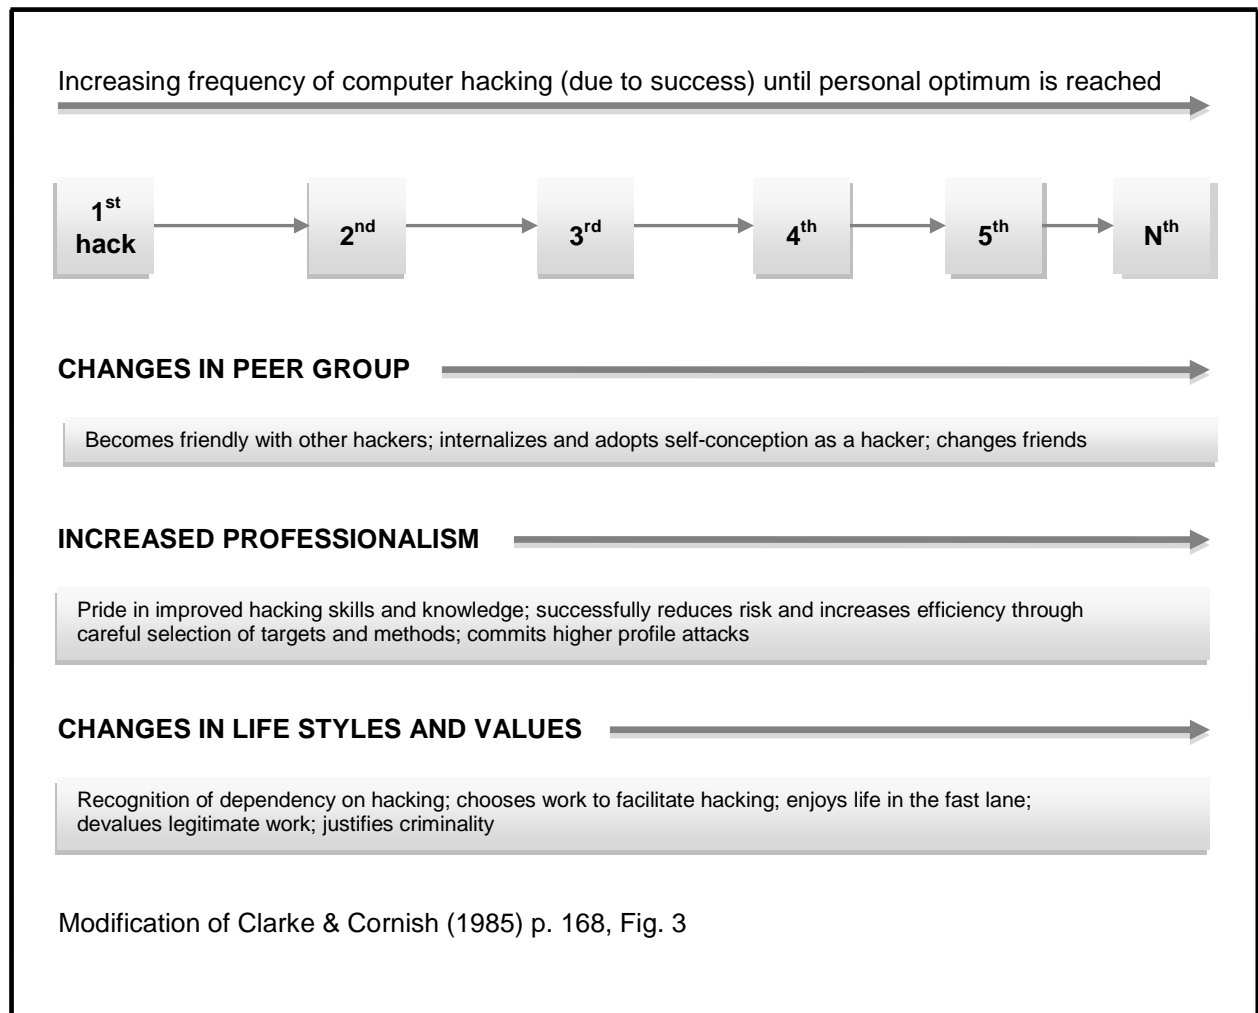 Increasing frequency of computer hacking (due to success) until personal optimum is reached
1st
hack
2nd
3rd
4th
5th
Nth
CHANGES IN PEER GROUP
Becomes friendly with other hackers; internalizes and adopts self-conception as a hacker; changes friends
INCREASED PROFESSIONALISM
Pride in improved hacking skills and knowledge; successfully reduces risk and increases efficiency through
careful selection of targets and methods; commits higher profile attacks
CHANGES IN LIFE STYLES AND VALUES
Recognition of dependency on hacking; chooses work to facilitate hacking; enjoys life in the fast lane;
devalues legitimate work; justifies criminality
Modification of Clarke & Cornish (1985) p. 168, Fig. 3